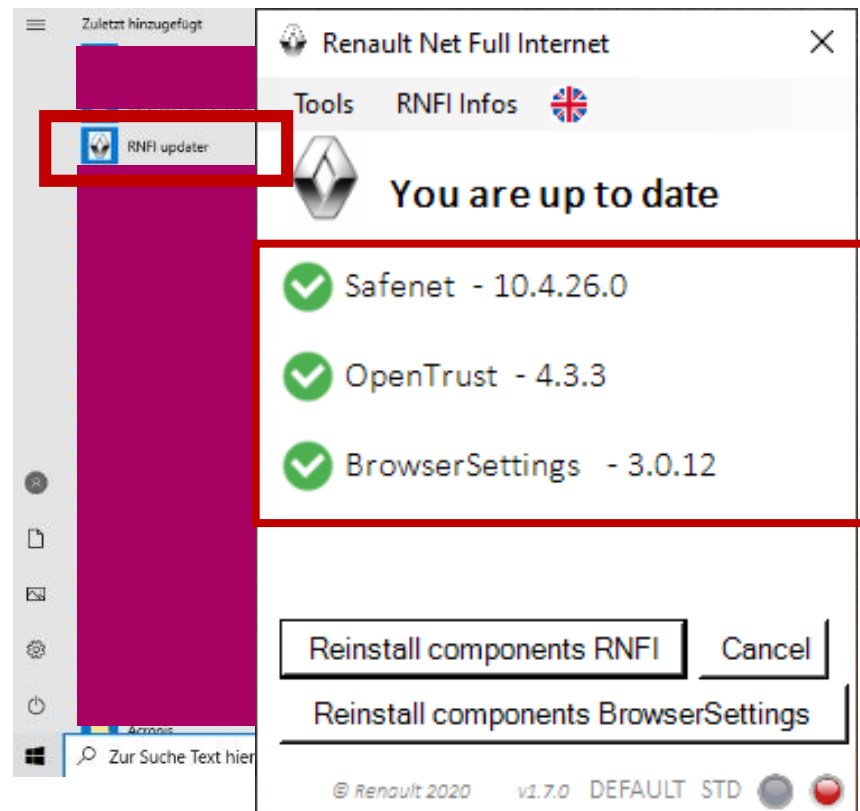 Zuletzt hinzugefügt
RNFI updater
Acronis
Zur Suche Text hier
Renault Net Full Internet
Tools RNFI Infos
You are up to date
Safenet - 10.4.26.0
OpenTrust - 4.3.3
BrowserSettings - 3.0.12
Reinstall components RNFI Cancel
Reinstall components BrowserSettings
© Renault 2020 v1.7.0 DEFAULT STD